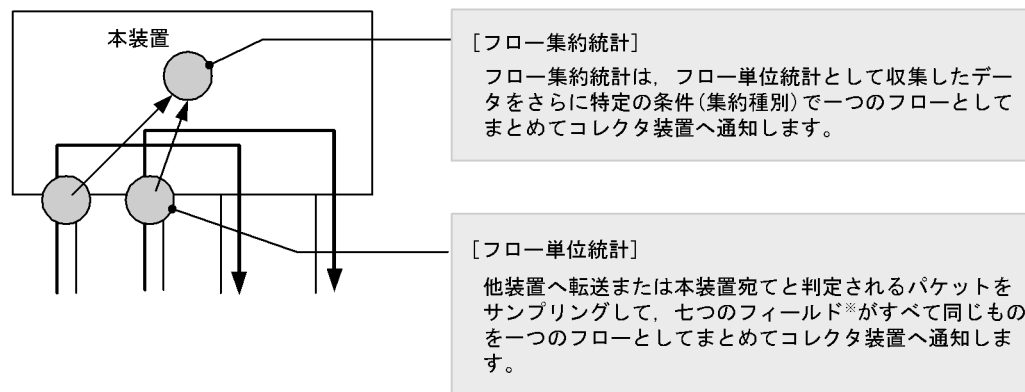 本装置
[フロー集約統計]
フロー集約統計は，フロー単位統計として収集したデー
タをさらに特定の条件(集約種別)で一つのフローとして
まとめてコレクタ装置へ通知します。
[フロー単位統計]
他装置へ転送または本装置宛てと判定されるパケットを
サンプリングして，七つのフィールド※がすべて同じもの
を一つのフローとしてまとめてコレクタ装置へ通知しま
す。